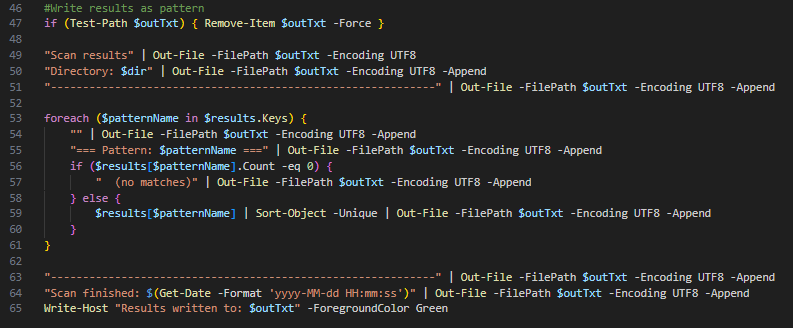 46 #Write results as pattern
47 if (Test-Path $outTxt) { Remove-Item $outTxt -Force }
48
49 "Scan results" | Out-File -FilePath $outTxt -Encoding UTF8
50 "Directory: $dir" | Out-File -FilePath $outTxt -Encoding UTF8 -Append
51 "------------------------------------------------------------" | Out-File -FilePath $outTxt -Encoding UTF8 -Append
52
53 foreach ($patternName in $results.Keys) {
54     "" | Out-File -FilePath $outTxt -Encoding UTF8 -Append
55     "=== Pattern: $patternName ===" | Out-File -FilePath $outTxt -Encoding UTF8 -Append
56     if ($results[$patternName].Count -eq 0) {
57         "  (no matches)" | Out-File -FilePath $outTxt -Encoding UTF8 -Append
58     } else {
59         $results[$patternName] | Sort-Object -Unique | Out-File -FilePath $outTxt -Encoding UTF8 -Append
60     }
61 }
62
63 "------------------------------------------------------------" | Out-File -FilePath $outTxt -Encoding UTF8 -Append
64 "Scan finished: $(Get-Date -Format 'yyyy-MM-dd HH:mm:ss')" | Out-File -FilePath $outTxt -Encoding UTF8 -Append
65 Write-Host "Results written to: $outTxt" -ForegroundColor Green